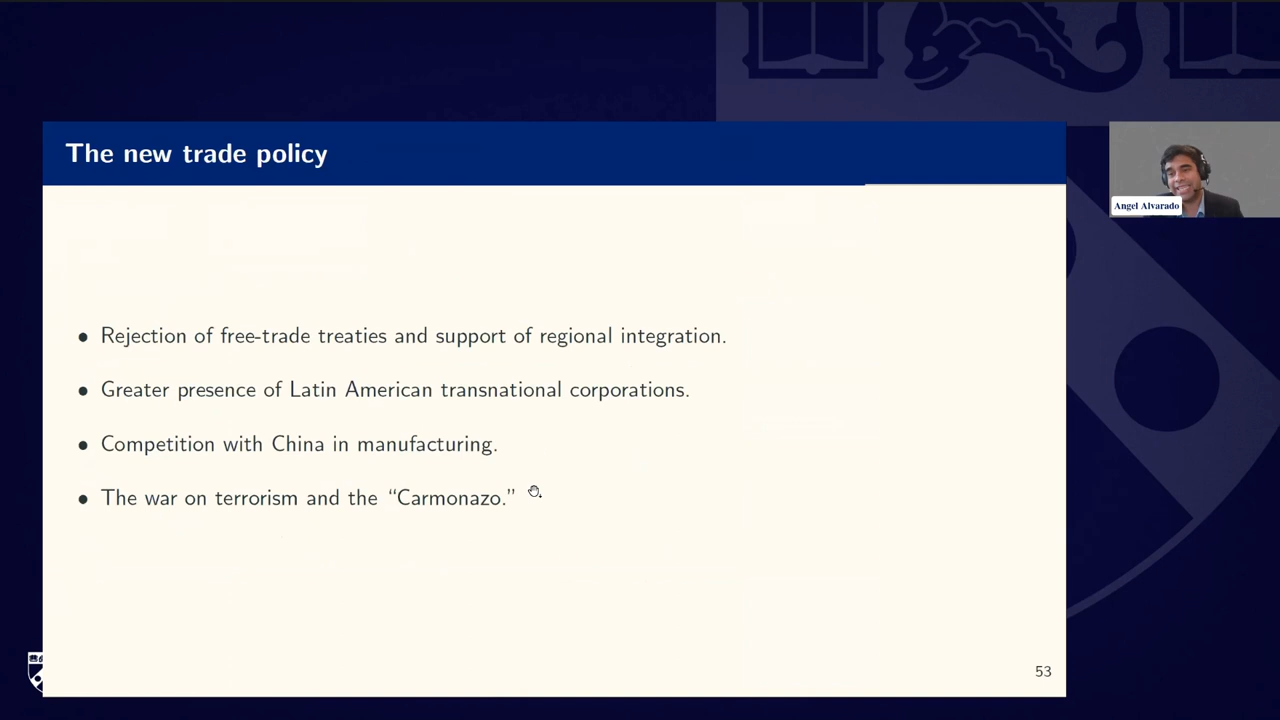 The new trade policy
Angel Alvarado
• Rejection of free-trade treaties and support of regional integration.
• Greater presence of Latin American transnational corporations.
• Competition with China in manufacturing.
• The war on terrorism and the “Carmonazo.”
53